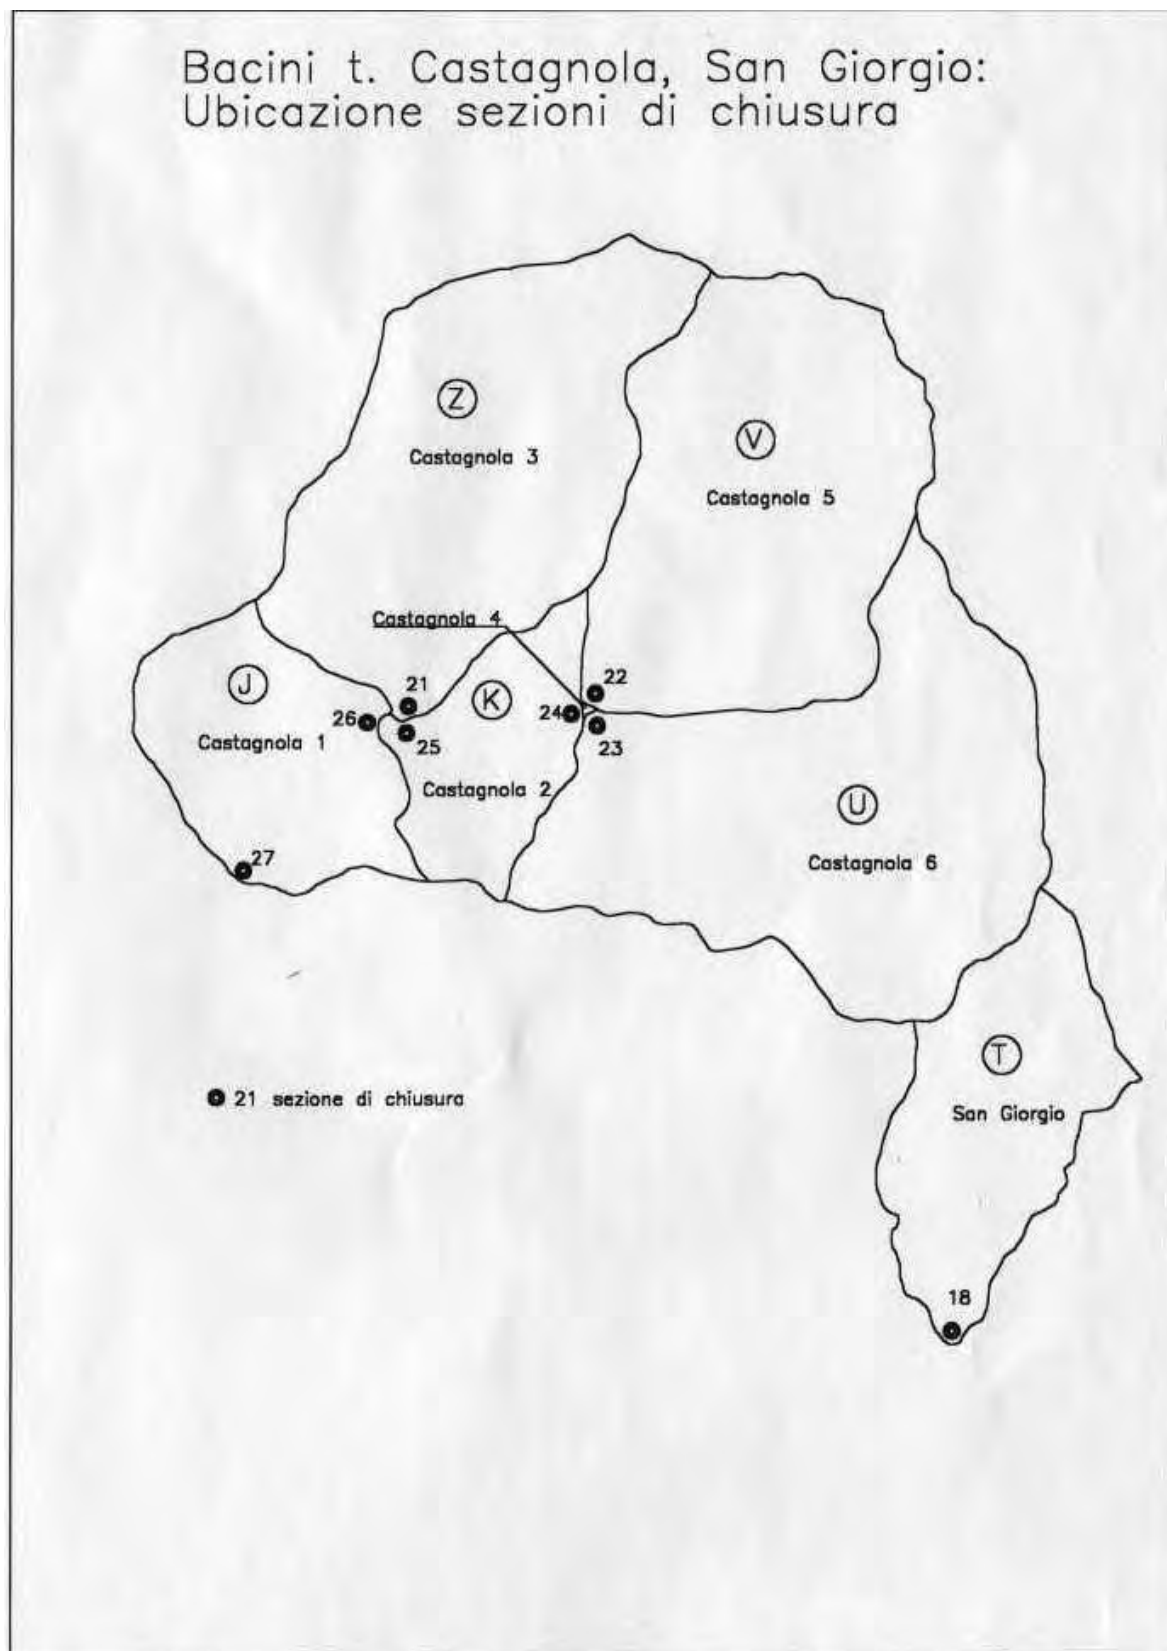 Bacini t. Castagnola, San Giorgio:
Ubicazione sezioni di chiusura
Z
Castagnola 3
V
Castagnola 5
Castagnola 4
J
Castagnola 1
21
26
25
K
Castagnola 2
22
24
23
U
Castagnola 6
27
T
San Giorgio
21 sezione di chiusura
18